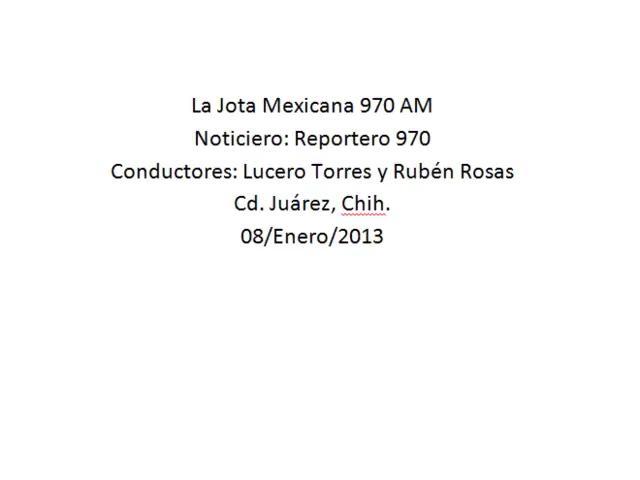 La Jota Mexicana 970 AM
Noticiero: Reportero 970
Conductores: Lucero Torres y Rubén Rosas
Cd. Juárez, Chih.
08/Enero/2013